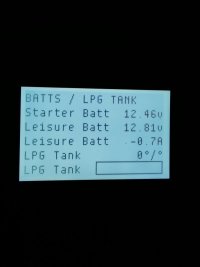 BATTS / LPG TANK
Starter Batt 12.46v
Leisure Batt 12.81v
Leisure Batt -0.7A
LPG Tank 0°/°
LPG Tank